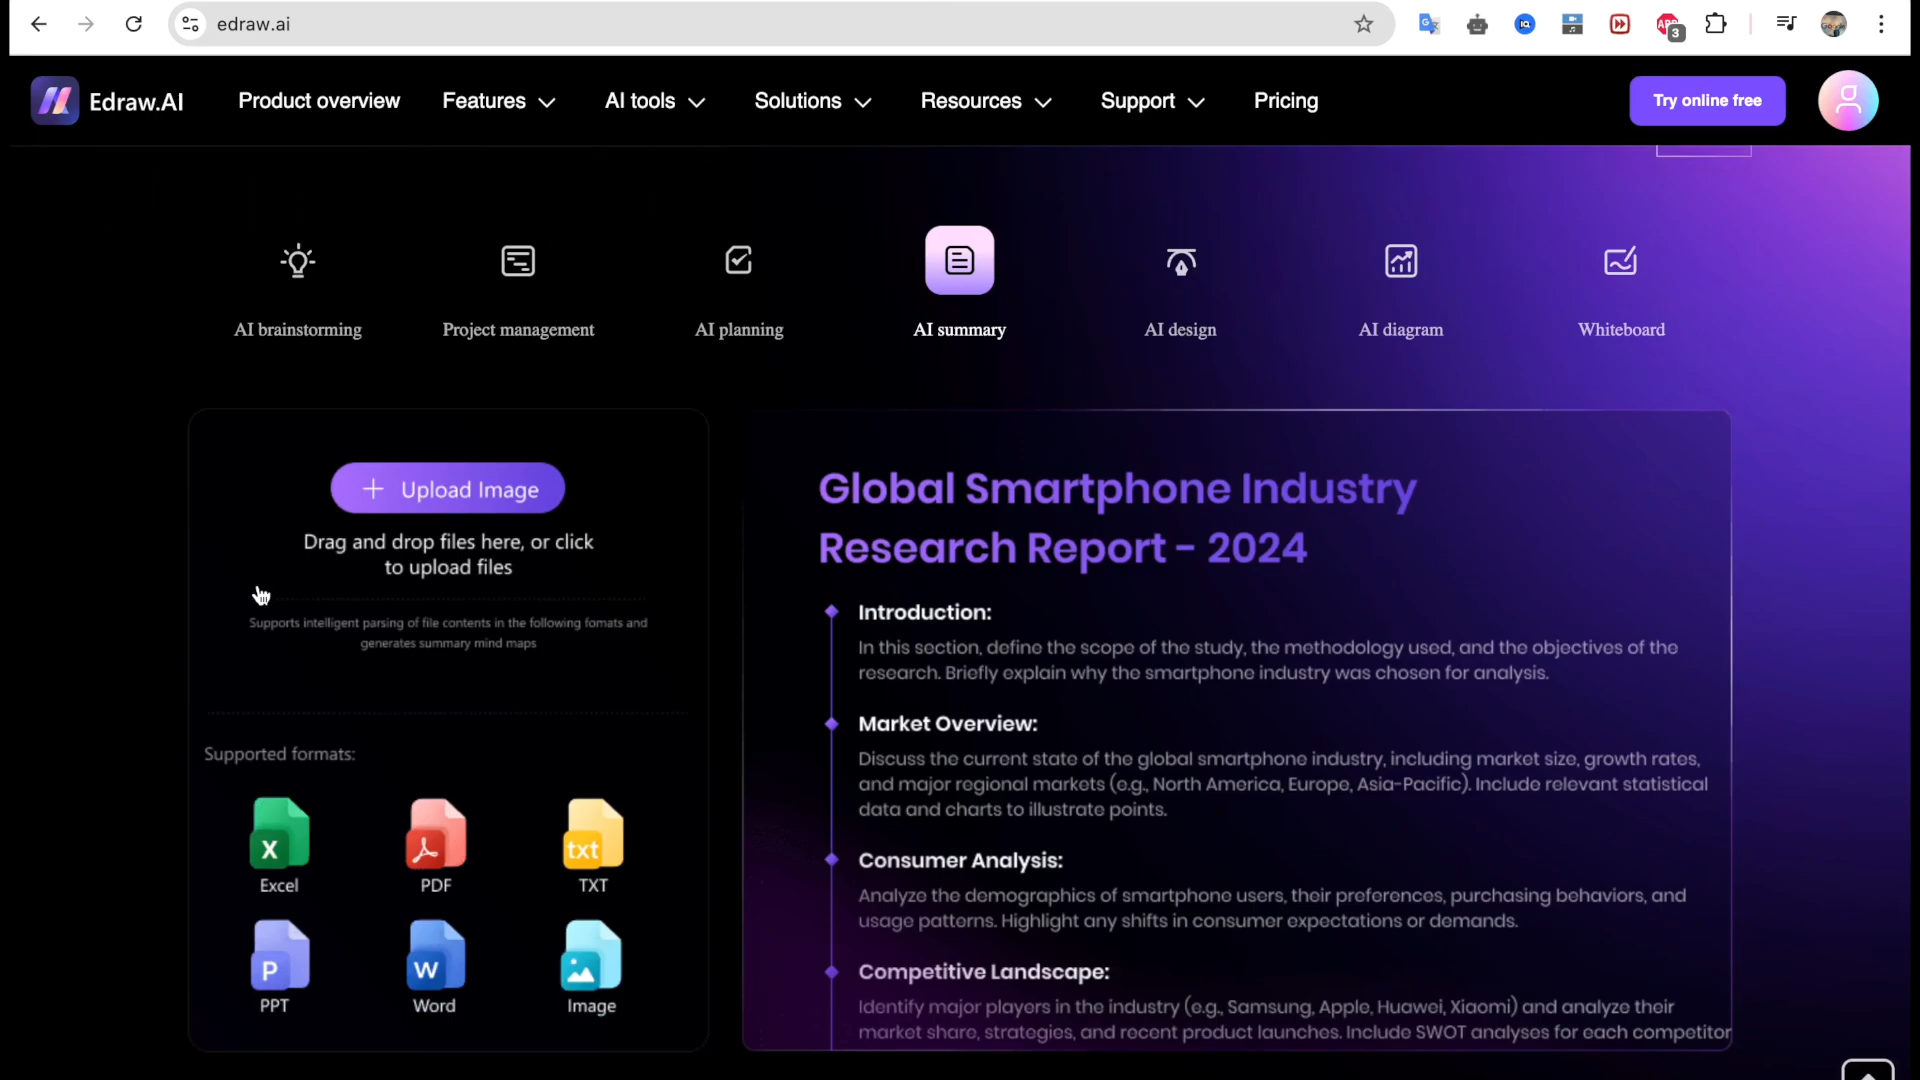 edraw.ai
3
Edraw.AI
Product overview
Features
AI tools
Solutions
Resources
Support
Pricing
Try online free
AI brainstorming
Project management
AI planning
AI summary
AI design
AI diagram
Whiteboard
+ Upload Image
Drag and drop files here, or click
to upload files
Supports intelligent parsing of file contents in the following fomats and
generates summary mind maps
Supported formats:
X
Excel
PDF
txt
TXT
P
PPT
W
Word
Image
Global Smartphone Industry
Research Report - 2024
Introduction:
In this section, define the scope of the study, the methodology used, and the objectives of the
research. Briefly explain why the smartphone industry was chosen for analysis.
Market Overview:
Discuss the current state of the global smartphone industry, including market size, growth rates,
and major regional markets (e.g., North America, Europe, Asia-Pacific). Include relevant statistical
data and charts to illustrate points.
Consumer Analysis:
Analyze the demographics of smartphone users, their preferences, purchasing behaviors, and
usage patterns. Highlight any shifts in consumer expectations or demands.
Competitive Landscape:
Identify major players in the industry (e.g., Samsung, Apple, Huawei, Xiaomi) and analyze their
market share, strategies, and recent product launches. Include SWOT analyses for each competitor